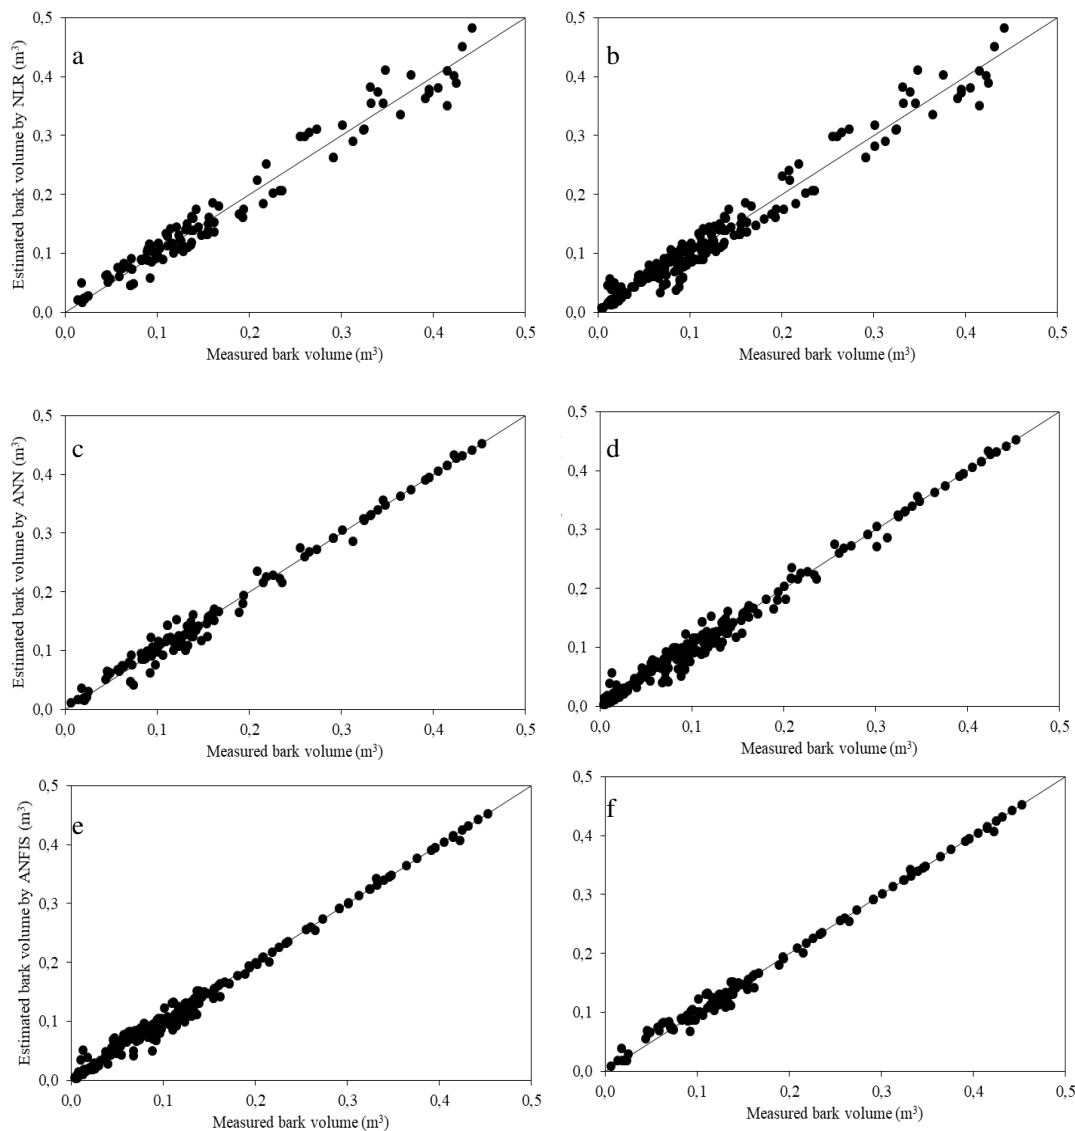 a
Estimated bark volume by NLR (m³)
0,5
0,4
0,3
0,2
0,1
0,0
0,0 0,1 0,2 0,3 0,4 0,5
Measured bark volume (m³)
b
0,5
0,4
0,3
0,2
0,1
0,0
0,0 0,1 0,2 0,3 0,4 0,5
Measured bark volume (m³)
c
Estimated bark volume by ANN (m³)
0,5
0,4
0,3
0,2
0,1
0,0
0,0 0,1 0,2 0,3 0,4 0,5
Measured bark volume (m³)
d
0,5
0,4
0,3
0,2
0,1
0,0
0,0 0,1 0,2 0,3 0,4 0,5
Measured bark volume (m³)
e
Estimated bark volume by ANFIS (m³)
0,5
0,4
0,3
0,2
0,1
0,0
0,0 0,1 0,2 0,3 0,4 0,5
Measured bark volume (m³)
f
0,5
0,4
0,3
0,2
0,1
0,0
0,0 0,1 0,2 0,3 0,4 0,5
Measured bark volume (m³)